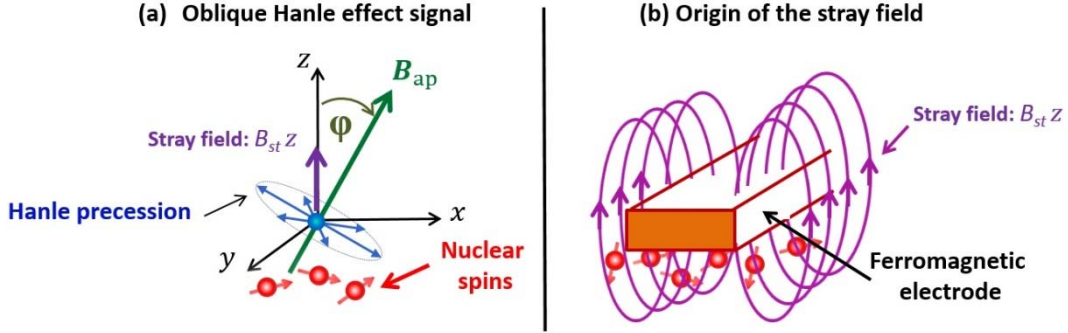 (a) Oblique Hanle effect signal
z
B_ap
φ
Stray field: B_st z
Hanle precession
x
y
Nuclear
spins
(b) Origin of the stray field
Stray field: B_st z
Ferromagnetic
electrode